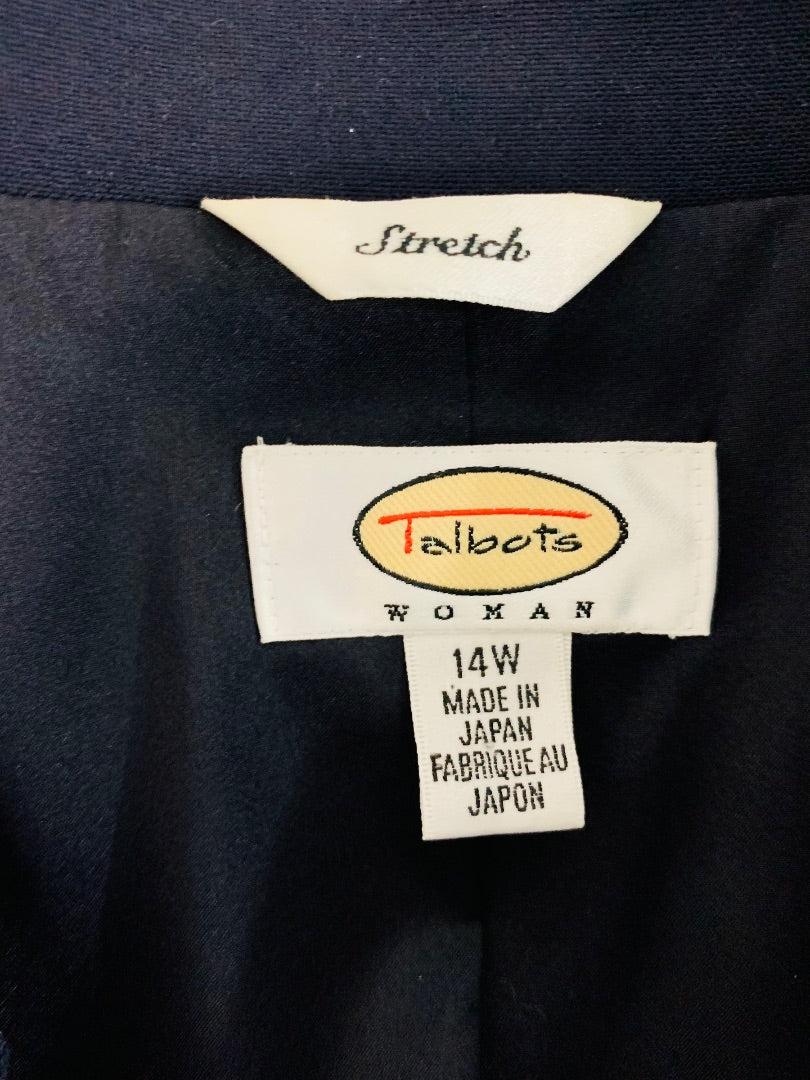 Stretch
Talbots
WOMAN
14W
MADE IN
JAPAN
FABRIQUE AU
JAPON